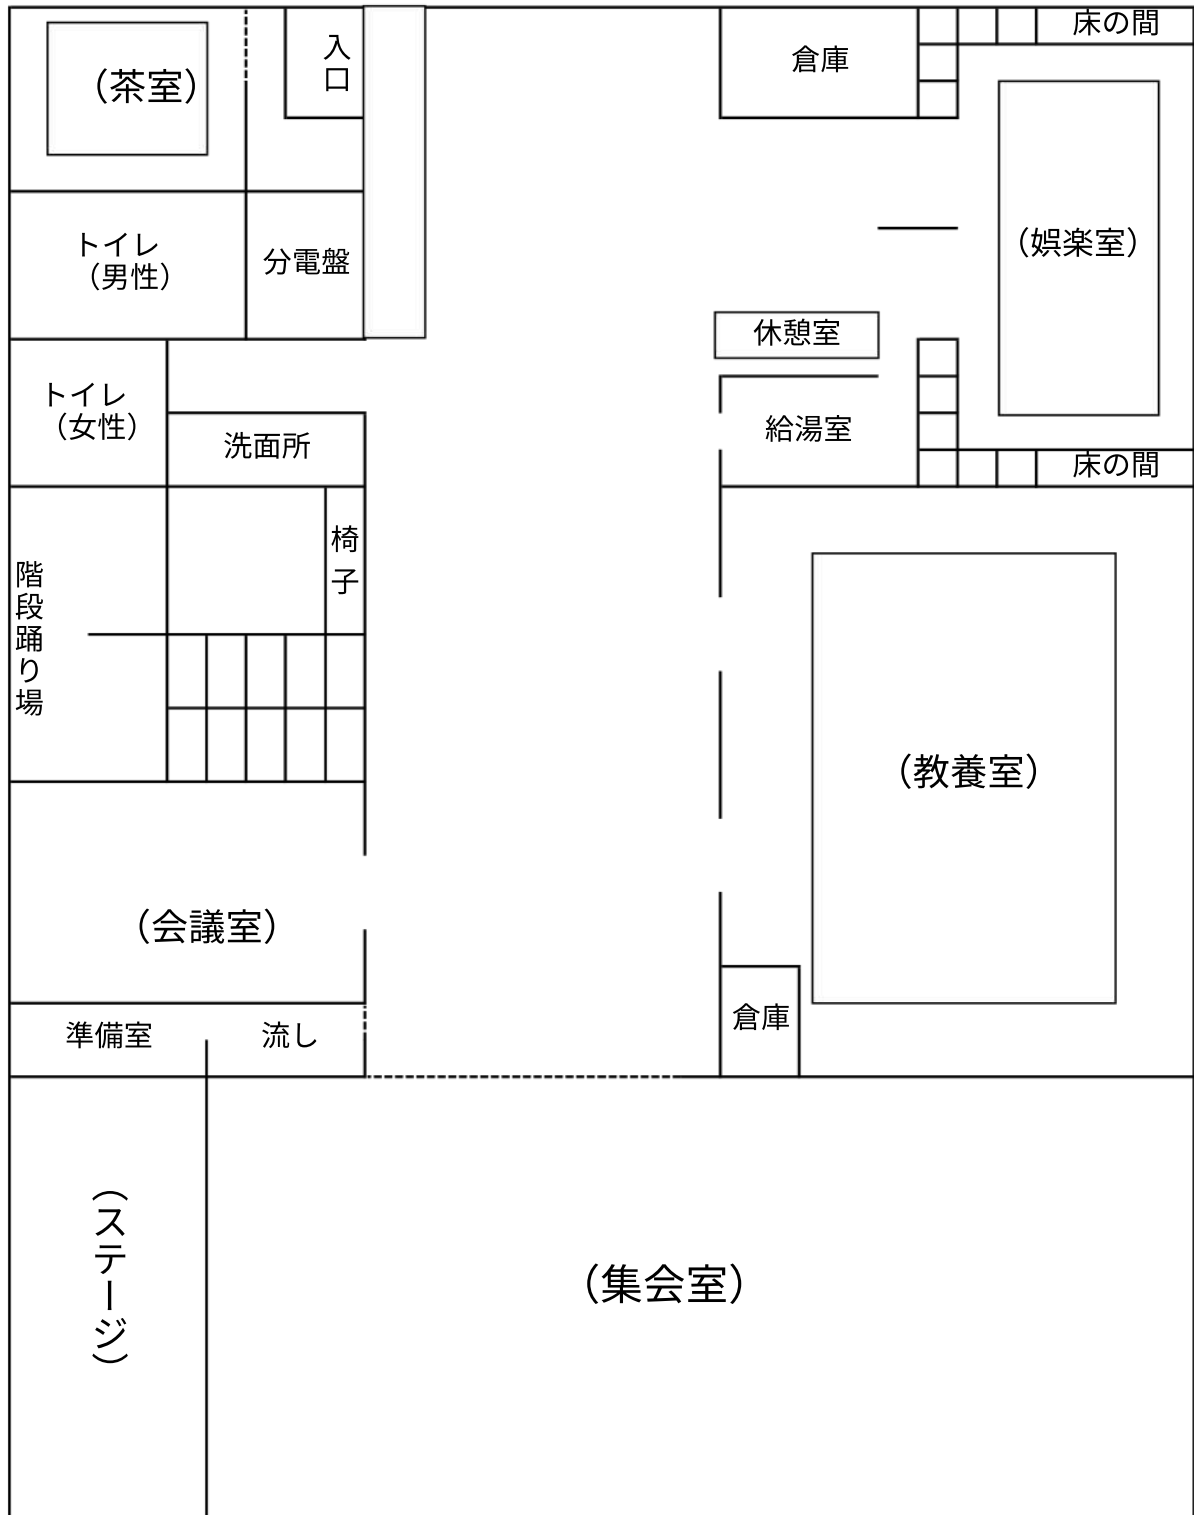 床の間
入口
倉庫
（茶室）
（娯楽室）
トイレ
（男性）
分電盤
休憩室
トイレ
（女性）
洗面所
給湯室
床の間
椅子
階段踊り場
（教養室）
（会議室）
倉庫
準備室
流し
（ステージ）
（集会室）